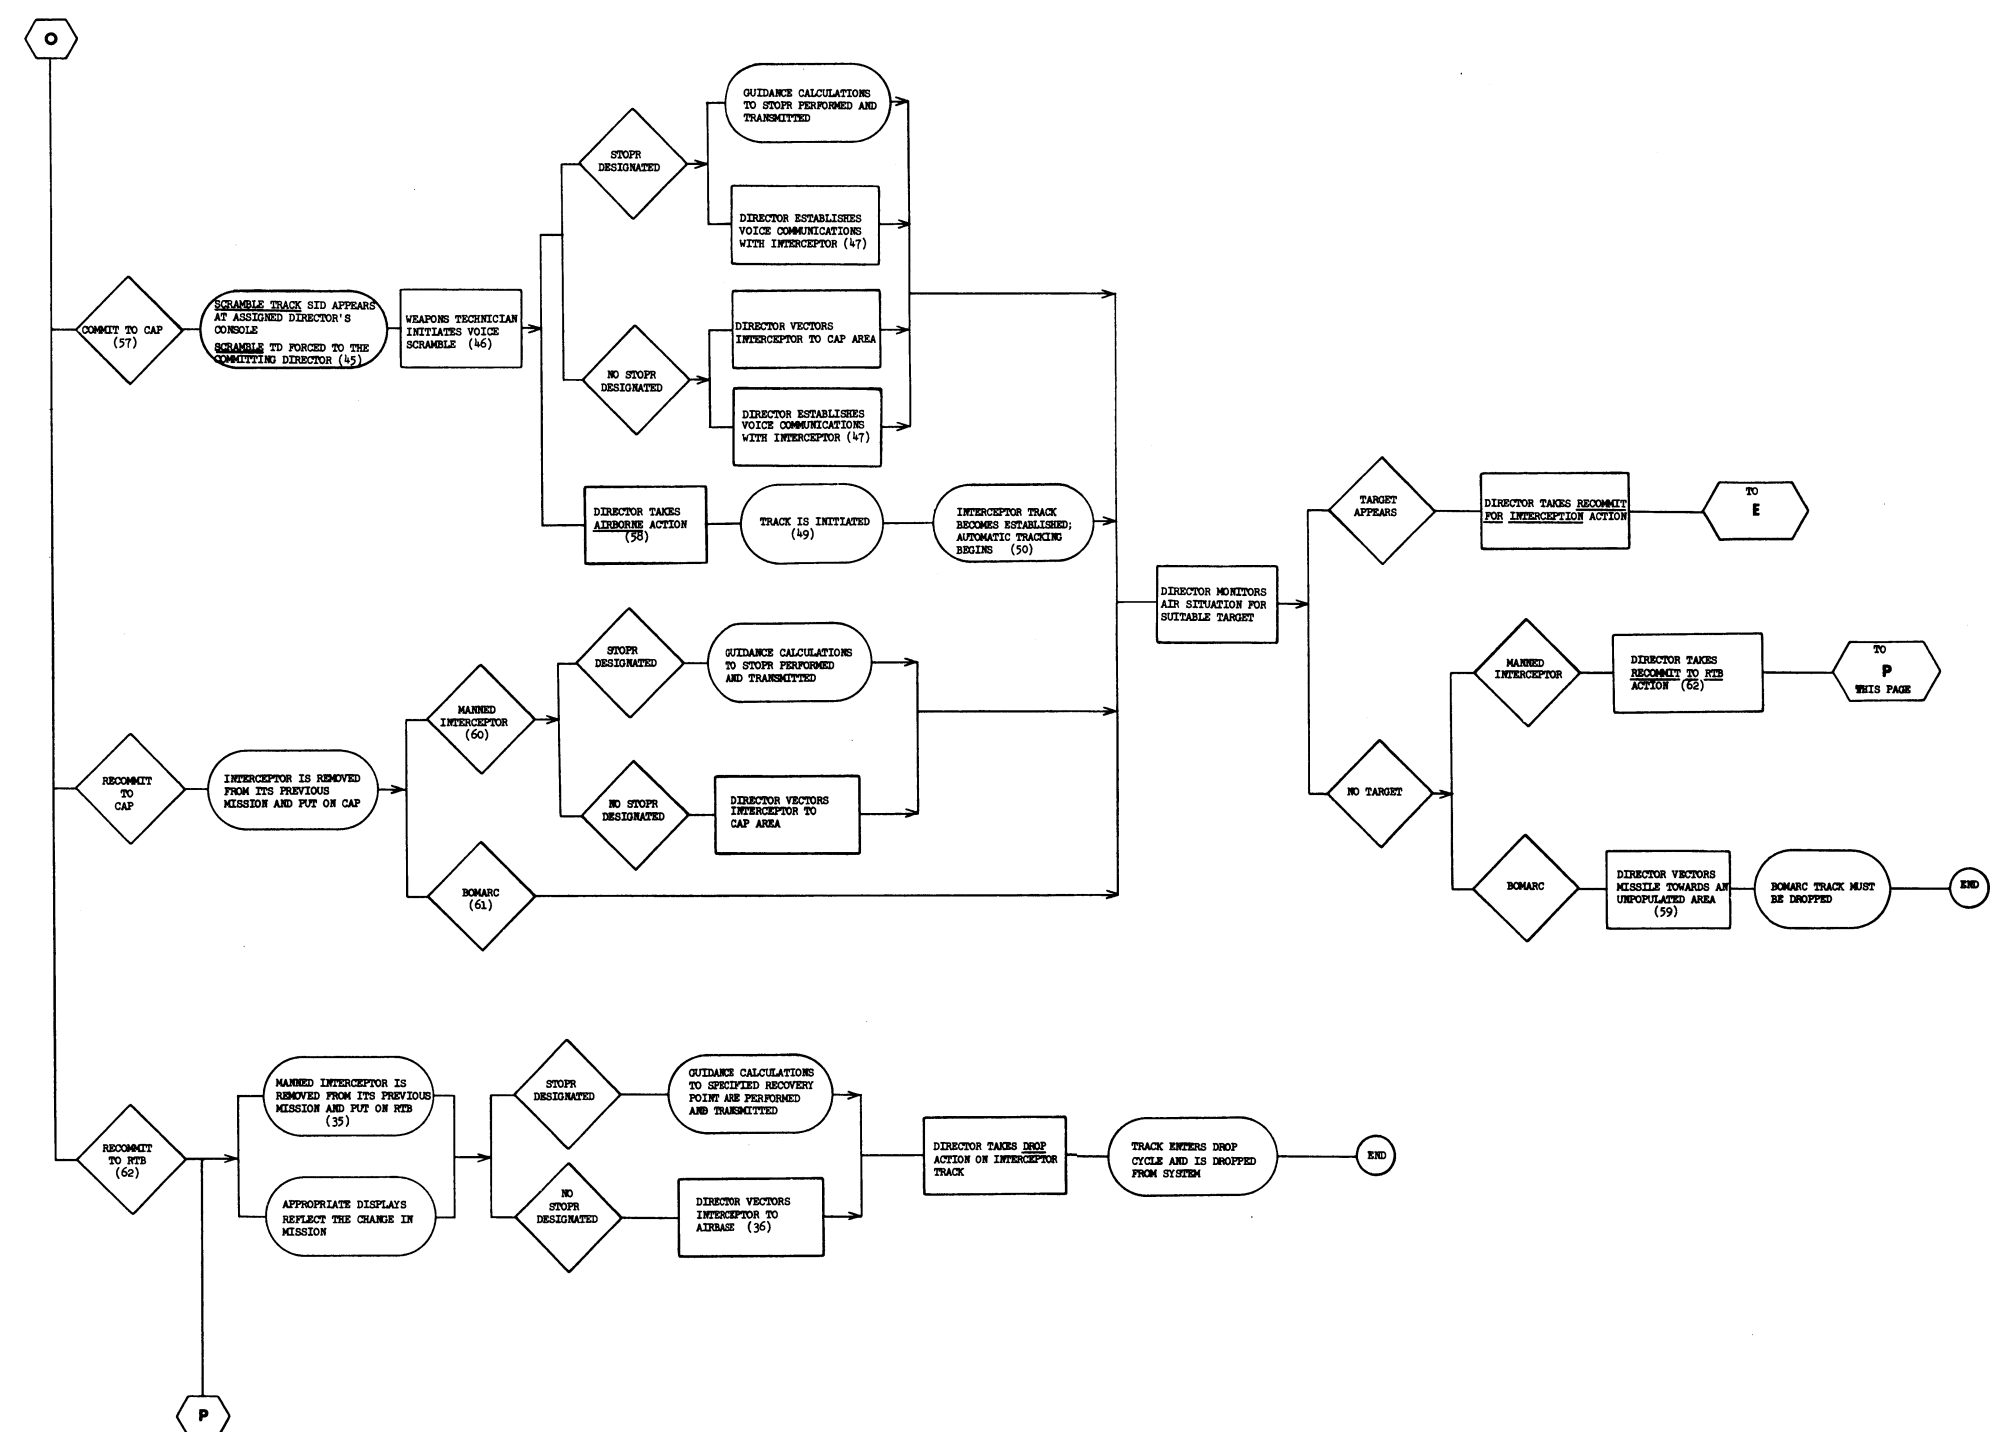 O
COMMIT TO CAP
(57)
SCRAMBLE TRACK SID APPEARS
AT ASSIGNED DIRECTOR'S
CONSOLE
SCRAMBLE TD FORCED TO THE
COMMITTING DIRECTOR (45)
WEAPONS TECHNICIAN
INITIATES VOICE
SCRAMBLE (46)
STOPR
DESIGNATED
GUIDANCE CALCULATIONS
TO STOPR PERFORMED AND
TRANSMITTED
DIRECTOR ESTABLISHES
VOICE COMMUNICATIONS
WITH INTERCEPTOR (47)
NO STOPR
DESIGNATED
DIRECTOR VECTORS
INTERCEPTOR TO CAP AREA
DIRECTOR ESTABLISHES
VOICE COMMUNICATIONS
WITH INTERCEPTOR (47)
DIRECTOR TAKES
AIRBORNE ACTION
(58)
TRACK IS INITIATED
(49)
INTERCEPTOR TRACK
BECOMES ESTABLISHED;
AUTOMATIC TRACKING
BEGINS (50)
DIRECTOR MONITORS
AIR SITUATION FOR
SUITABLE TARGET
TARGET
APPEARS
DIRECTOR TAKES RECOMMIT
FOR INTERCEPTION ACTION
TO
E
NO TARGET
MANNED
INTERCEPTOR
DIRECTOR TAKES
RECOMMIT TO RTB
ACTION (62)
TO
P
THIS PAGE
BOMARC
DIRECTOR VECTORS
MISSILE TOWARDS AN
UNPOPULATED AREA
(59)
BOMARC TRACK MUST
BE DROPPED
END
RECOMMIT
TO
CAP
INTERCEPTOR IS REMOVED
FROM ITS PREVIOUS
MISSION AND PUT ON CAP
MANNED
INTERCEPTOR
(60)
STOPR
DESIGNATED
GUIDANCE CALCULATIONS
TO STOPR PERFORMED
AND TRANSMITTED
NO STOPR
DESIGNATED
DIRECTOR VECTORS
INTERCEPTOR TO
CAP AREA
BOMARC
(61)
RECOMMIT
TO RTB
(62)
MANNED INTERCEPTOR IS
REMOVED FROM ITS PREVIOUS
MISSION AND PUT ON RTB
(35)
APPROPRIATE DISPLAYS
REFLECT THE CHANGE IN
MISSION
STOPR
DESIGNATED
GUIDANCE CALCULATIONS
TO SPECIFIED RECOVERY
POINT ARE PERFORMED
AND TRANSMITTED
NO
STOPR
DESIGNATED
DIRECTOR VECTORS
INTERCEPTOR TO
AIRBASE (36)
DIRECTOR TAKES DROP
ACTION ON INTERCEPTOR
TRACK
TRACK ENTERS DROP
CYCLE AND IS DROPPED
FROM SYSTEM
END
P